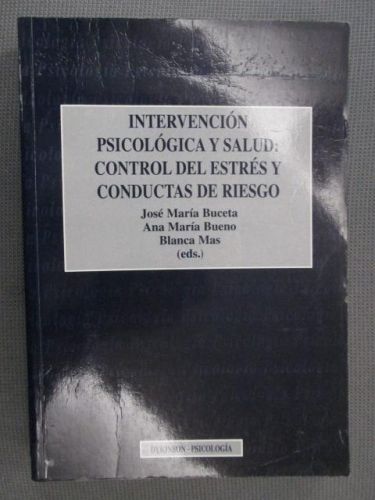 INTERVENCIÓN
PSICOLÓGICA Y SALUD:
CONTROL DEL ESTRÉS Y
CONDUCTAS DE RIESGO
José María Buceta
Ana María Bueno
Blanca Mas
(eds.)
DYKINSON - PSICOLOGÍA